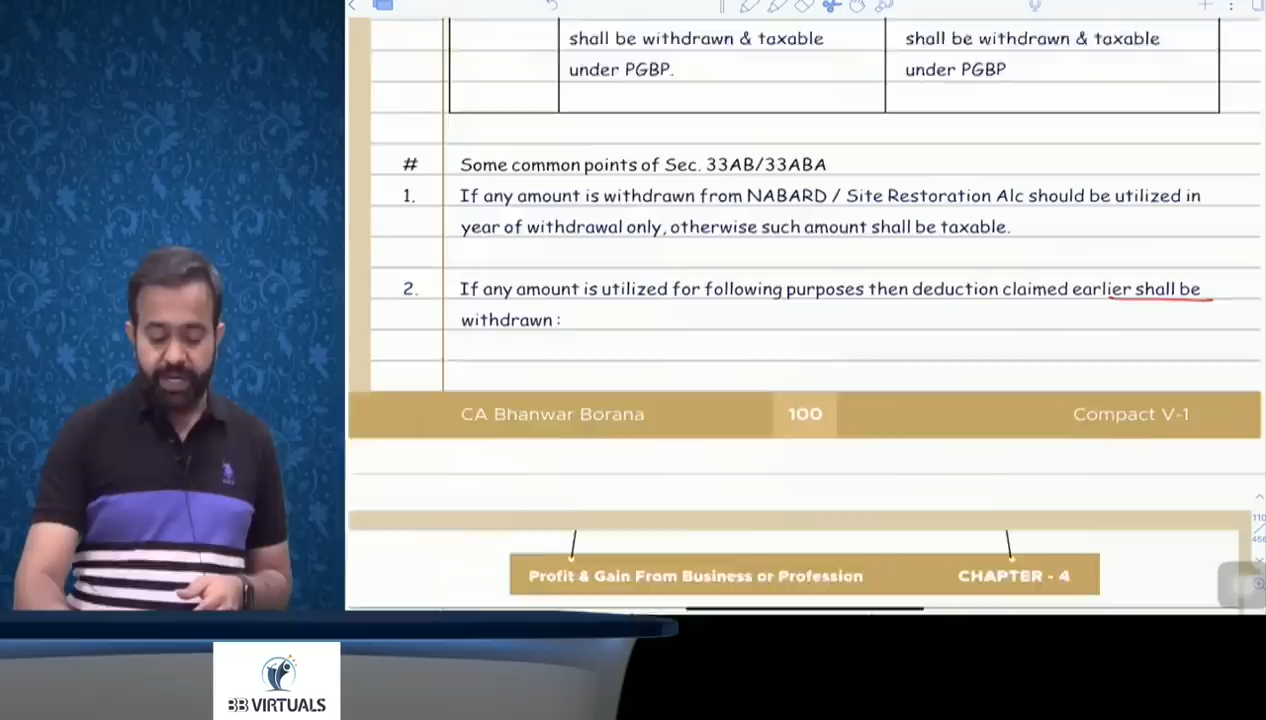 shall be withdrawn & taxable
under PGBP.
shall be withdrawn & taxable
under PGBP
# Some common points of Sec. 33AB/33ABA
1. If any amount is withdrawn from NABARD / Site Restoration Alc should be utilized in
year of withdrawal only, otherwise such amount shall be taxable.
2. If any amount is utilized for following purposes then deduction claimed earlier shall be
withdrawn :
CA Bhanwar Borana 100 Compact V-1
Profit & Gain From Business or Profession CHAPTER - 4
BB VIRTUALS